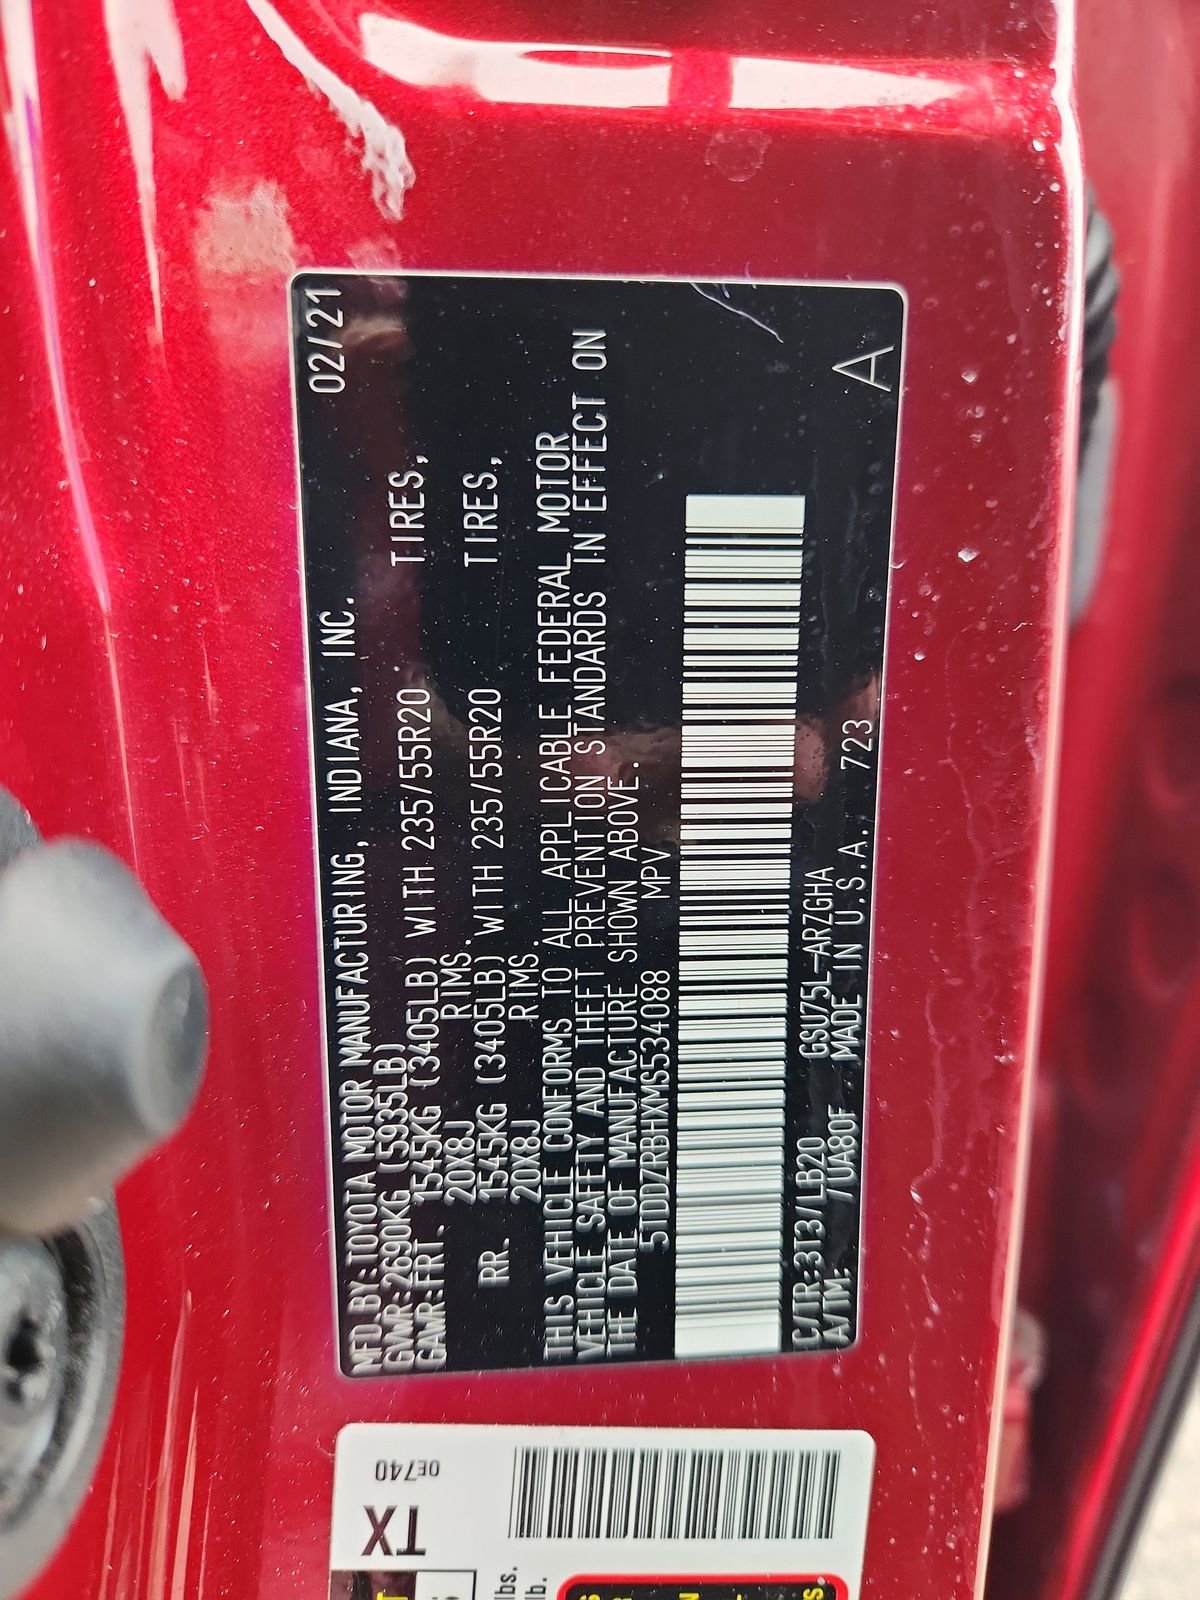 MFD. BY: TOYOTA MOTOR MANUFACTURING, INDIANA, INC. 02/21
GVWR: 2690KG (5935LB)
GAWR: FRT. 1545KG (3405LB) WITH 235/55R20 TIRES,
20X8J RIMS.
RR. 1545KG (3405LB) WITH 235/55R20 TIRES,
20X8J RIMS.
THIS VEHICLE CONFORMS TO ALL APPLICABLE FEDERAL MOTOR
VEHICLE SAFETY AND THEFT PREVENTION STANDARDS IN EFFECT ON
THE DATE OF MANUFACTURE SHOWN ABOVE.
5TDDZRBHXMS534088 MPV
C/TR: 3T3/LB20 GSU75L-ARZGHA
A/TM: /UA80F MADE IN U.S.A. 723 A
TX
0E740
lbs.
lb.